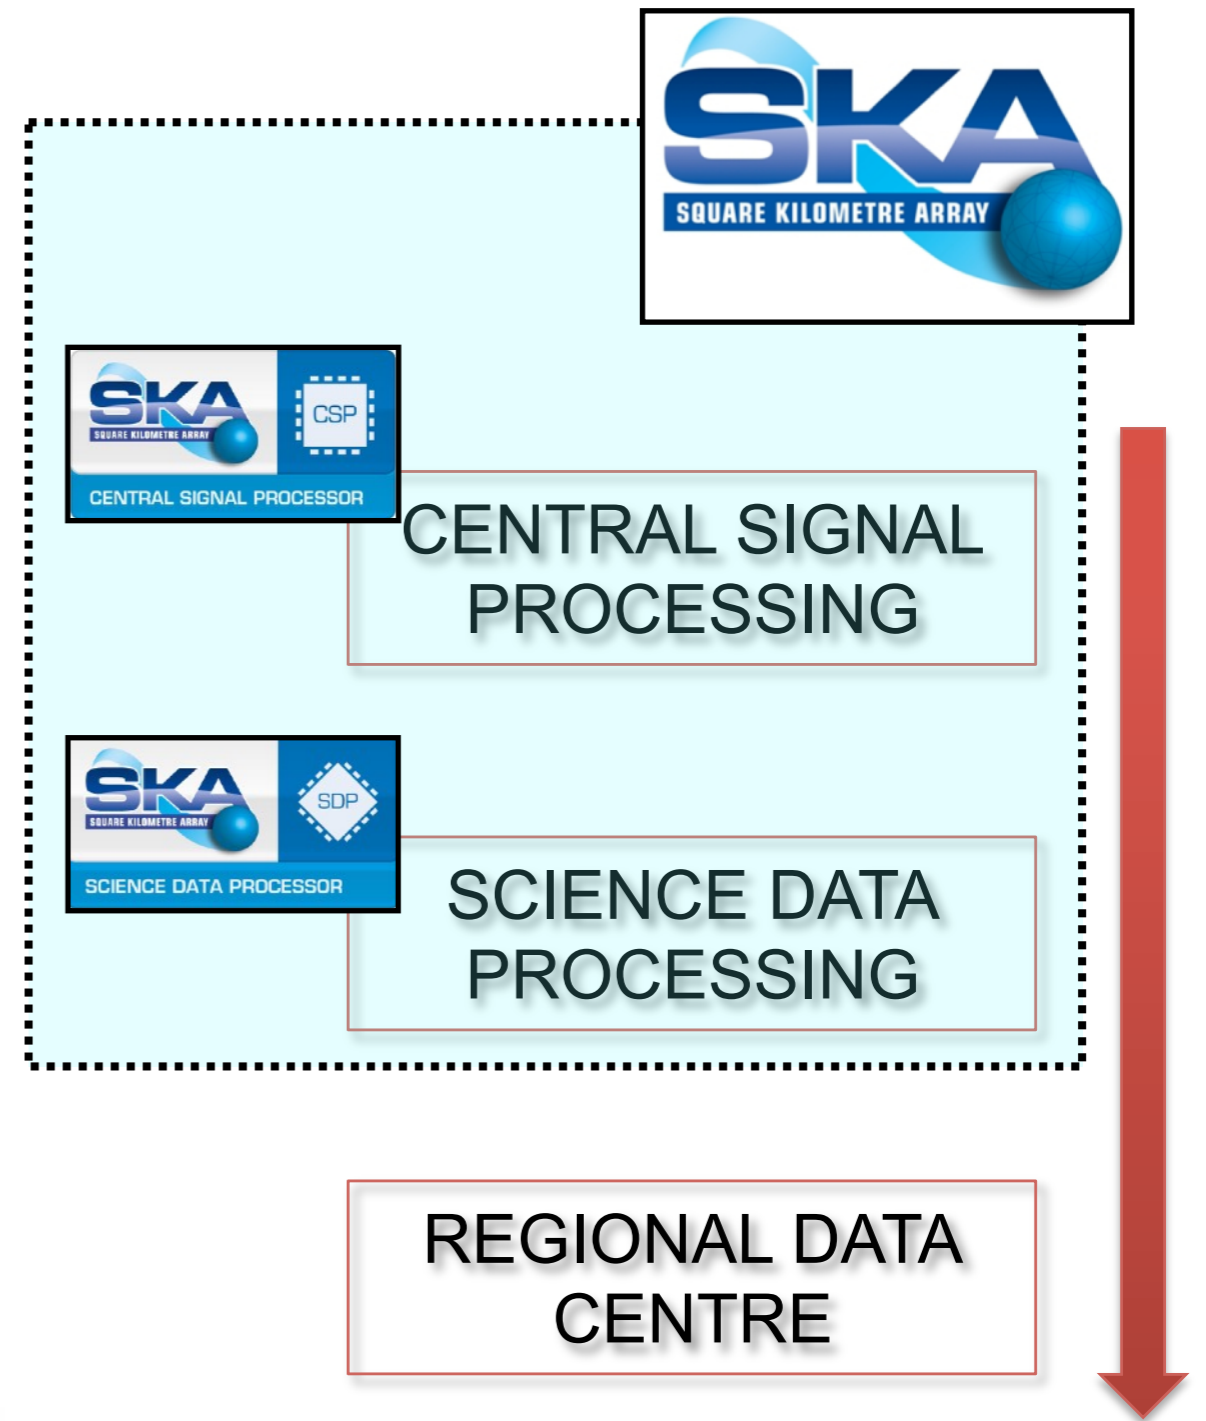 SKA
SQUARE KILOMETRE ARRAY
SKA
SQUARE KILOMETRE ARRAY
CSP
CENTRAL SIGNAL PROCESSOR
CENTRAL SIGNAL
PROCESSING
SKA
SQUARE KILOMETRE ARRAY
SDP
SCIENCE DATA PROCESSOR
SCIENCE DATA
PROCESSING
REGIONAL DATA
CENTRE